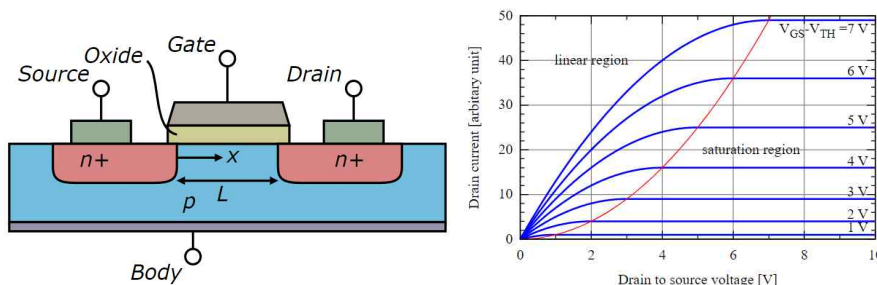 Source
Oxide
Gate
Drain
n+
x
n+
p
L
Body
Drain current [arbitary unit]
50
40
30
20
10
0
linear region
saturation region
V_GS-V_TH =7 V
6 V
5 V
4 V
3 V
2 V
1 V
0
2
4
6
8
10
Drain to source voltage [V]